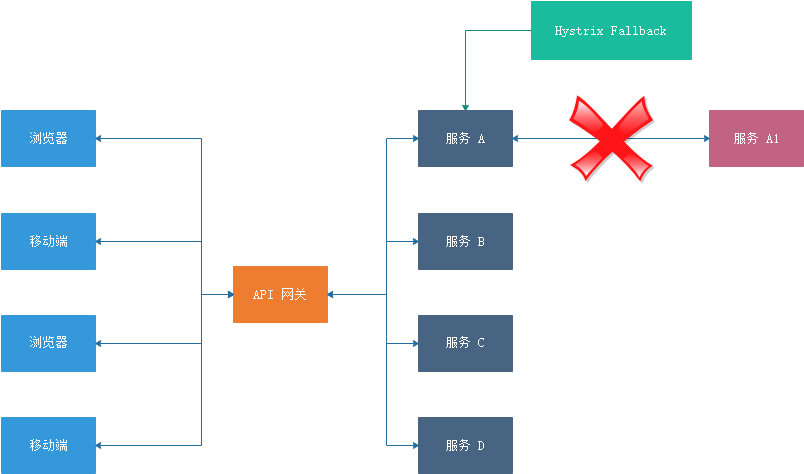 Hystrix Fallback
浏览器
服务 A
服务 A1
移动端
服务 B
API 网关
浏览器
服务 C
移动端
服务 D